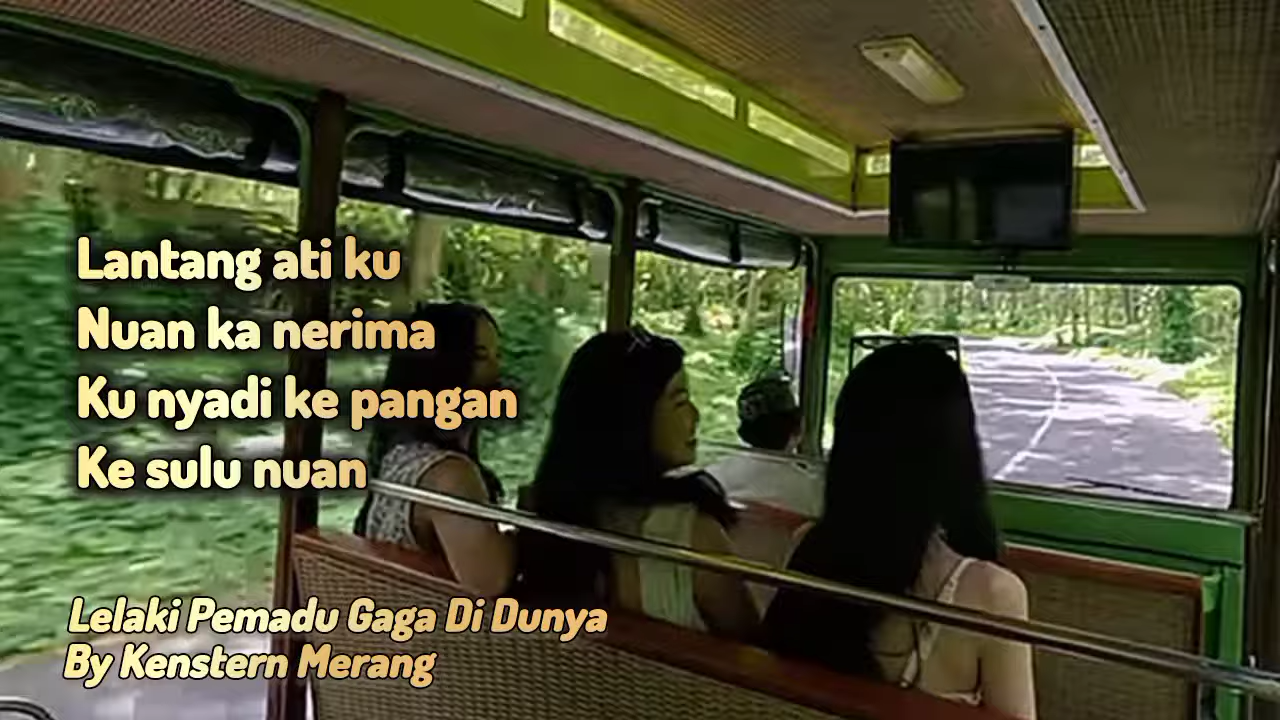 Lantang ati ku
Nuan ka nerima
Ku nyadi ke pangan
Ke sulu nuan
Lelaki Pemadu Gaga Di Dunya
By Kenstern Merang